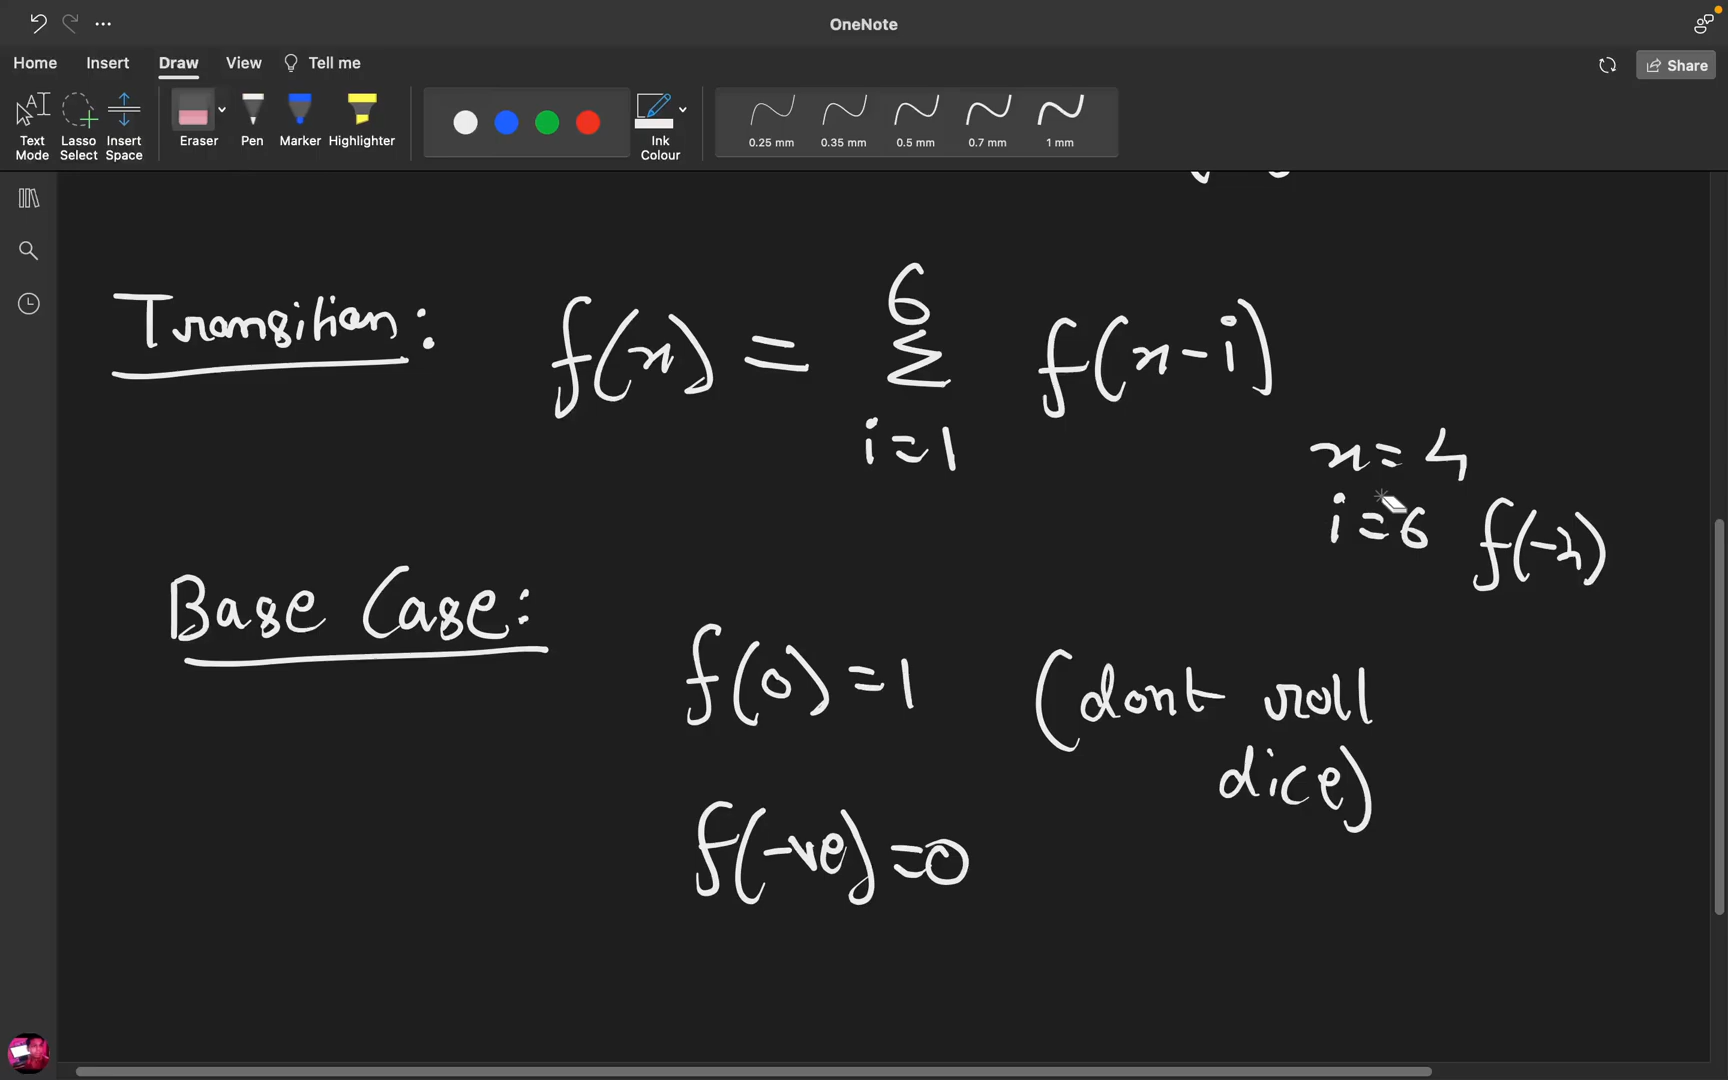 OneNote
Home Insert Draw View Tell me
Share
Text Mode
Lasso Select
Insert Space
Eraser
Pen
Marker
Highlighter
Ink Colour
0.25 mm
0.35 mm
0.5 mm
0.7 mm
1 mm
Transition: f(x) = 6 Σ i=1 f(x-i)
x=4
i=6 f(-2)
Base Case:
f(0)=1 (dont roll
dice)
f(-ve)=0